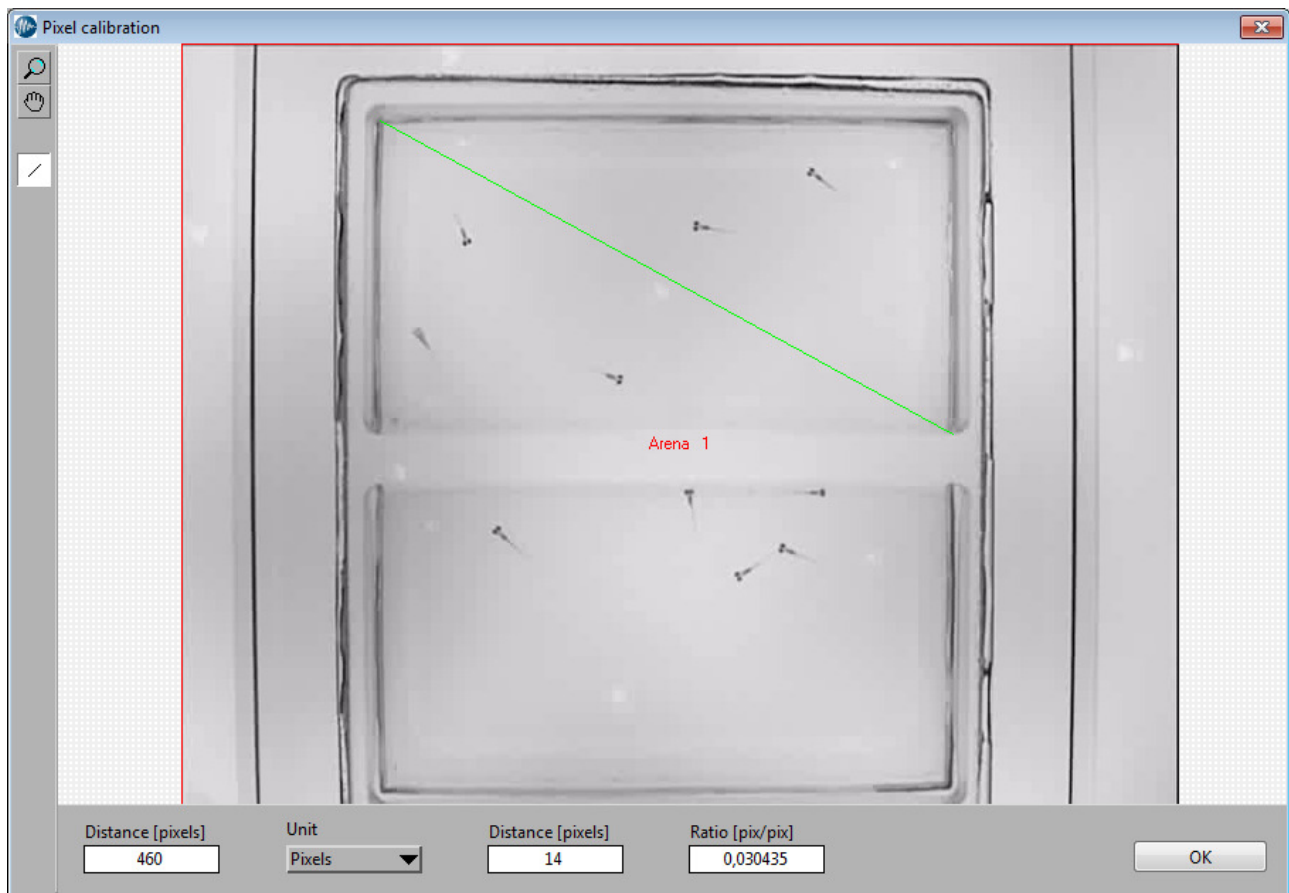 Pixel calibration
Arena 1
Distance [pixels] Unit Distance [pixels] Ratio [pix/pix]
460 Pixels 14 0,030435 OK